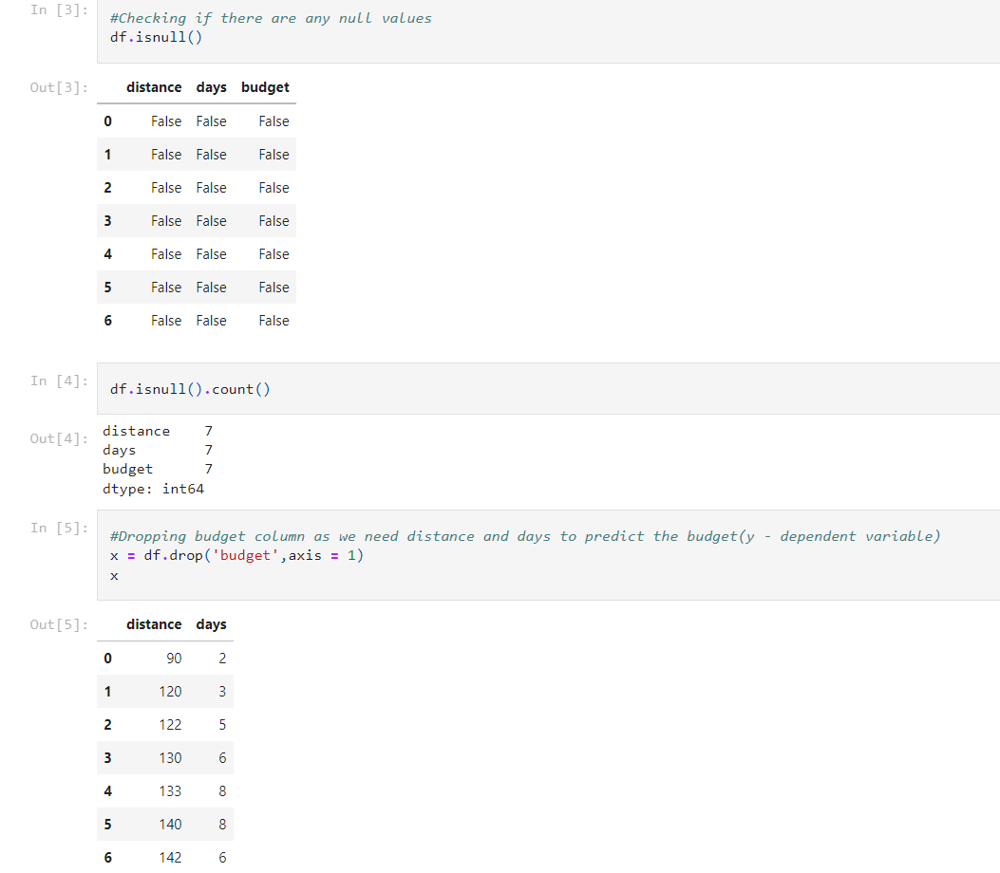 In [3]:
#Checking if there are any null values
df.isnull()
Out[3]:
distance days budget
0 False False False
1 False False False
2 False False False
3 False False False
4 False False False
5 False False False
6 False False False
In [4]:
df.isnull().count()
Out[4]:
distance 7
days 7
budget 7
dtype: int64
In [5]:
#Dropping budget column as we need distance and days to predict the budget(y - dependent variable)
x = df.drop('budget',axis = 1)
x
Out[5]:
distance days
0 90 2
1 120 3
2 122 5
3 130 6
4 133 8
5 140 8
6 142 6